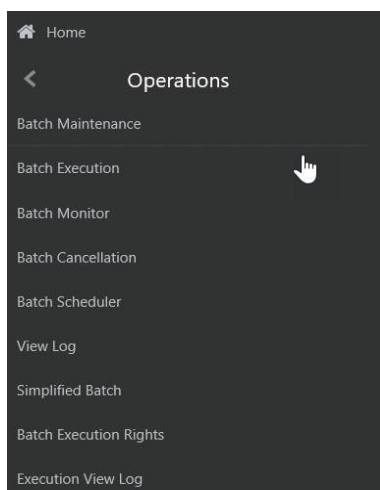 Home
Operations
Batch Maintenance
Batch Execution
Batch Monitor
Batch Cancellation
Batch Scheduler
View Log
Simplified Batch
Batch Execution Rights
Execution View Log